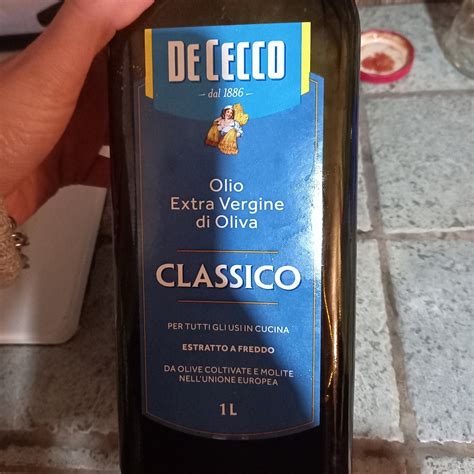 DE CECCO
dal 1886
Olio
Extra Vergine
di Oliva
CLASSICO
PER TUTTI GLI USI IN CUCINA
ESTRATTO A FREDDO
DA OLIVE COLTIVATE E MOLITE
NELL'UNIONE EUROPEA
1 L